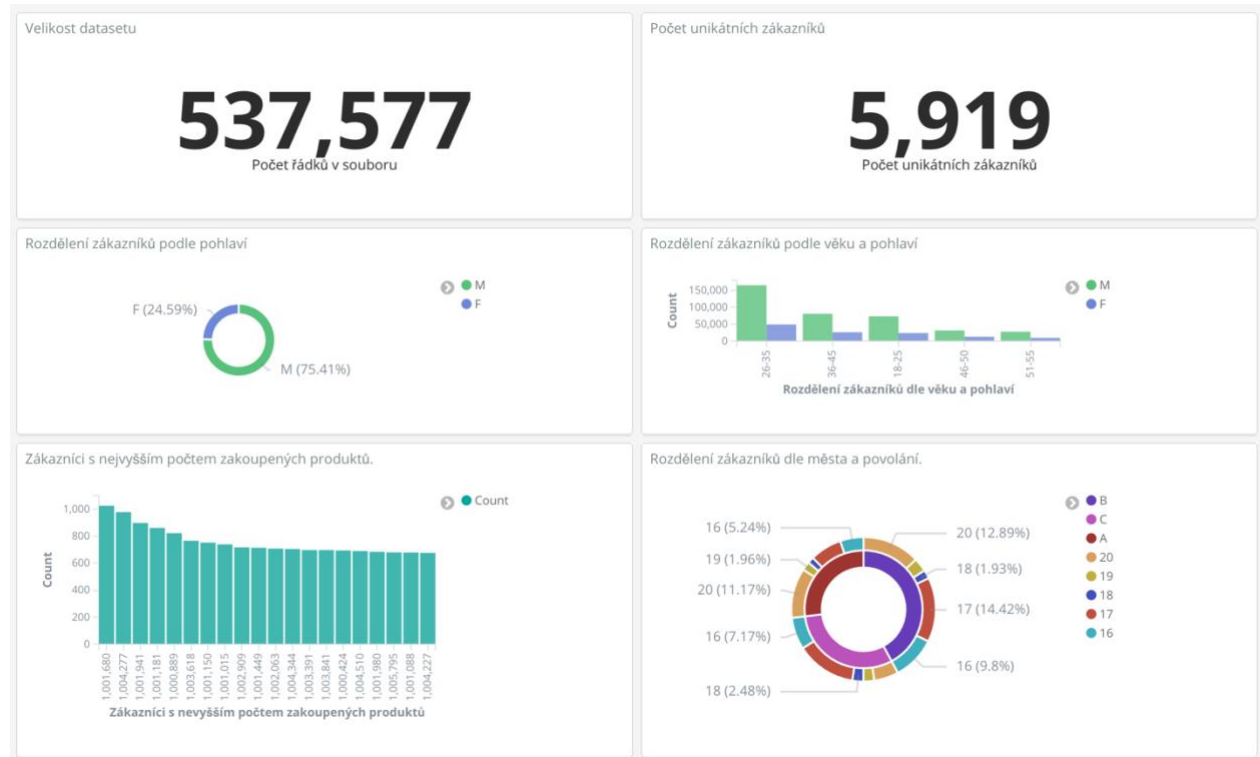 Velikost datasetu
537,577
Počet řádků v souboru
Počet unikátních zákazníků
5,919
Počet unikátních zákazníků
Rozdělení zákazníků podle pohlaví
F (24.59%)
M (75.41%)
M
F
Rozdělení zákazníků podle věku a pohlaví
Count
150,000
100,000
50,000
0
26-35
36-45
18-25
46-50
51-55
Rozdělení zákazníků dle věku a pohlaví
M
F
Zákazníci s nejvyšším počtem zakoupených produktů.
Count
1,000
800
600
400
200
0
1,001,680
1,004,277
1,001,941
1,001,181
1,000,889
1,003,618
1,001,150
1,001,015
1,002,909
1,001,449
1,002,063
1,004,344
1,003,391
1,003,841
1,000,424
1,004,510
1,001,980
1,005,795
1,001,088
1,004,227
Zákazníci s nevyšším počtem zakoupených produktů
Count
Rozdělení zákazníků dle města a povolání.
16 (5.24%)
19 (1.96%)
20 (11.17%)
16 (7.17%)
18 (2.48%)
20 (12.89%)
18 (1.93%)
17 (14.42%)
16 (9.8%)
B
C
A
20
19
18
17
16